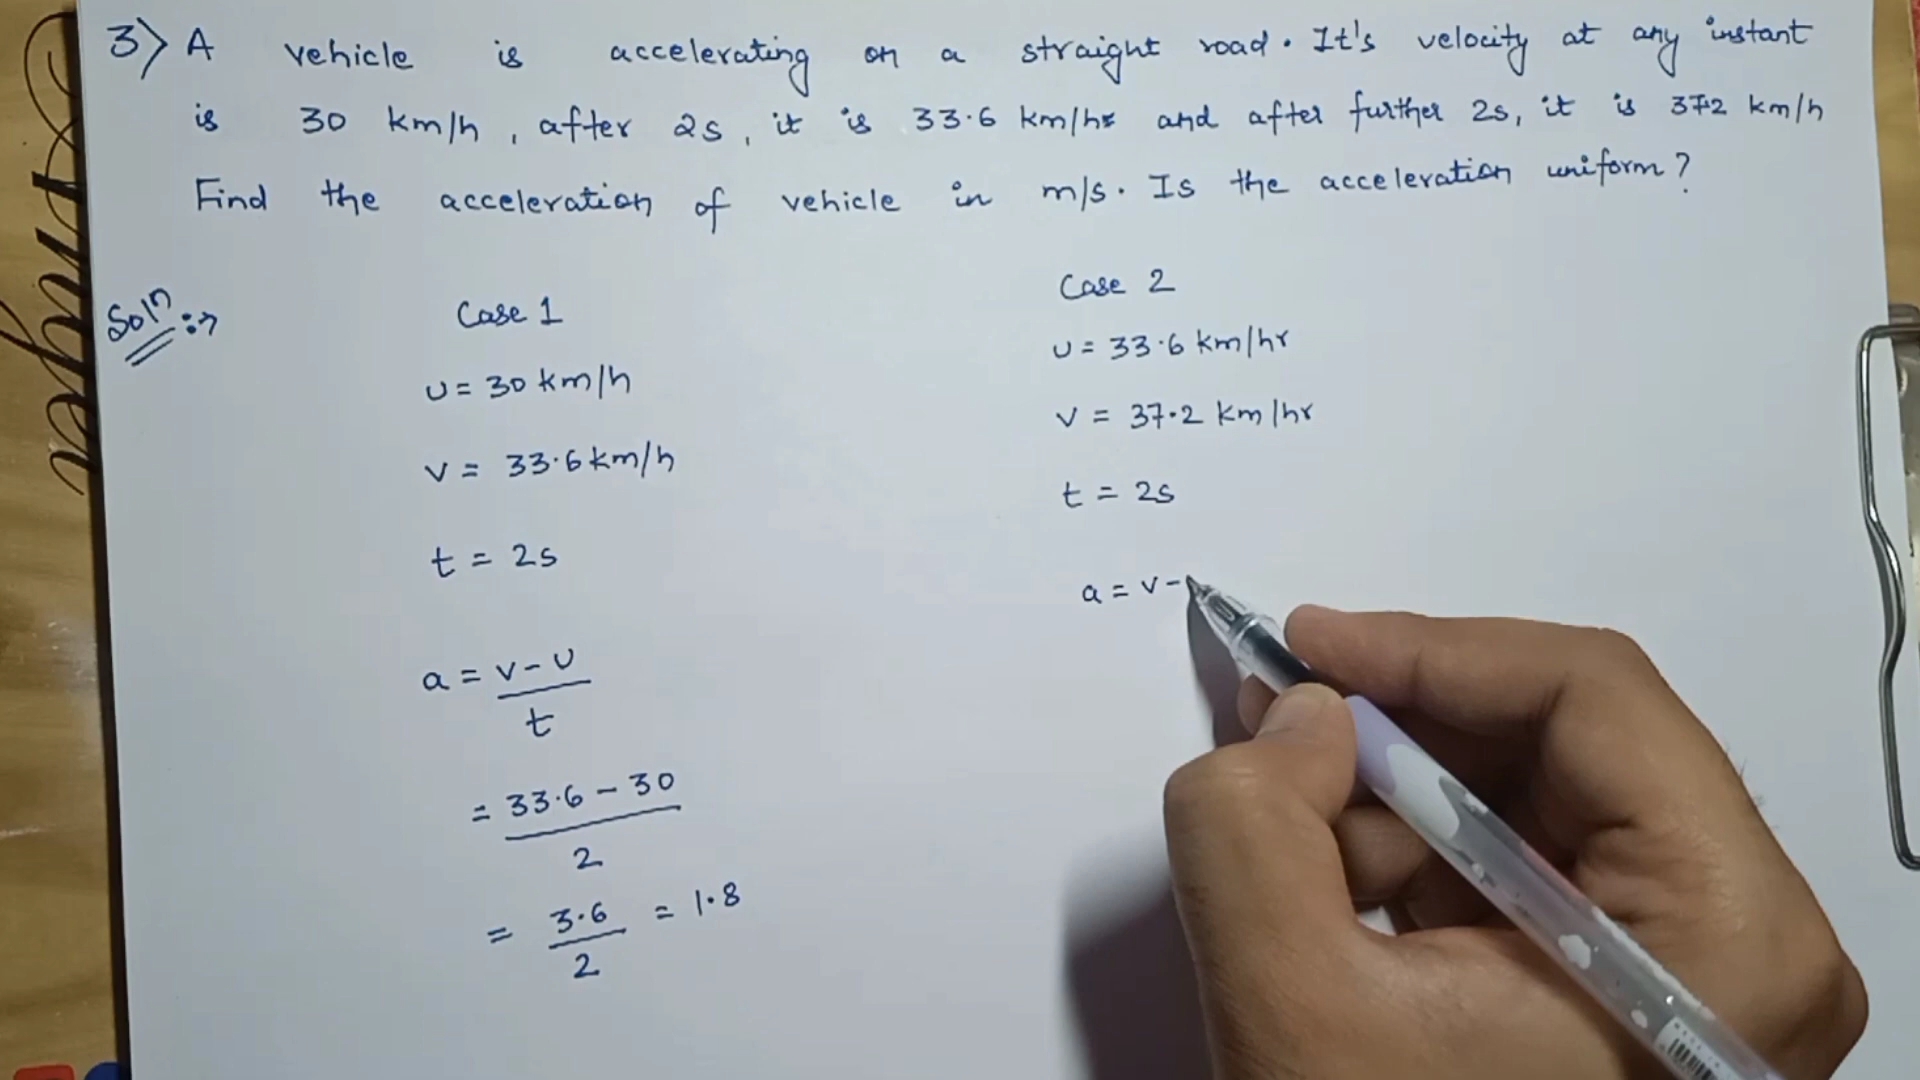 3) A vehicle is accelerating on a straight road. It's velocity at any instant
is 30 km/h, after 2s, it is 33.6 km/hr and after further 2s, it is 37.2 km/h
Find the acceleration of vehicle in m/s. Is the acceleration uniform?
Soln :→
Case 1
u = 30 km/h
v = 33.6 km/h
t = 2s
a = v - u
t
= 33.6 - 30
2
= 3.6 = 1.8
2
Case 2
u = 33.6 km/hr
v = 37.2 km/hr
t = 2s
a = v -